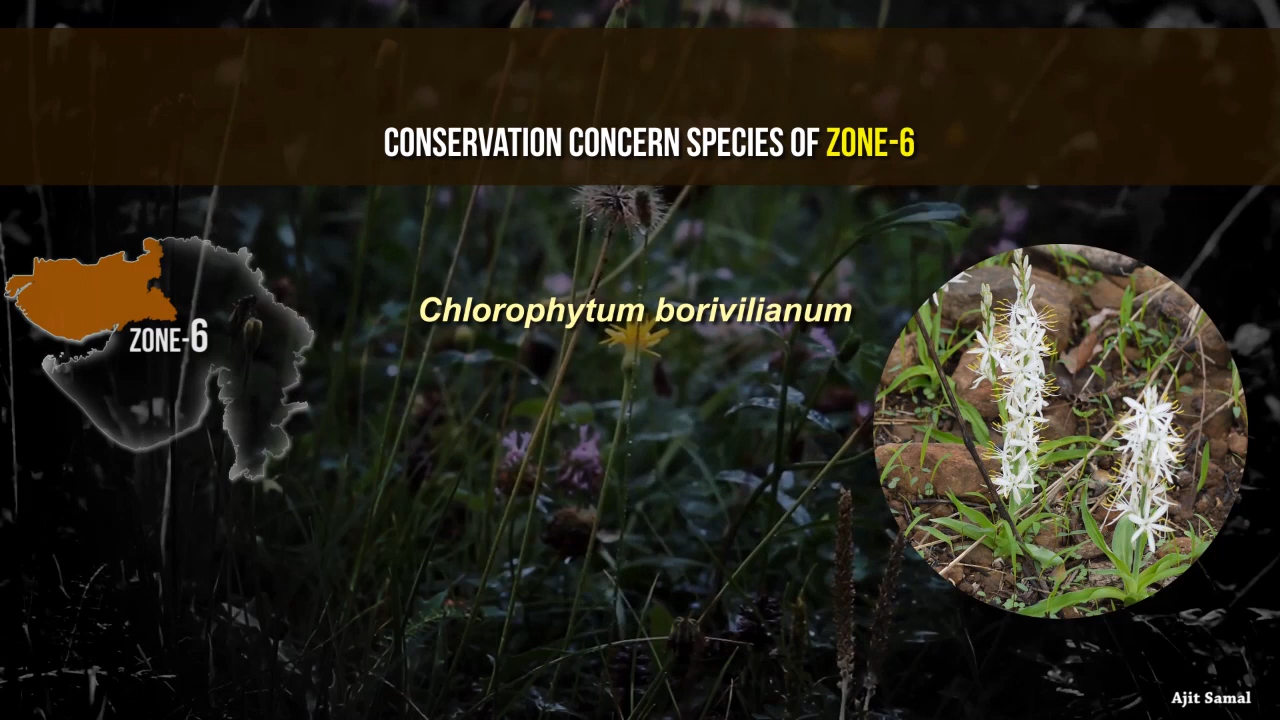 CONSERVATION CONCERN SPECIES OF ZONE-6
ZONE-6
Chlorophytum borivilianum
Ajit Samal